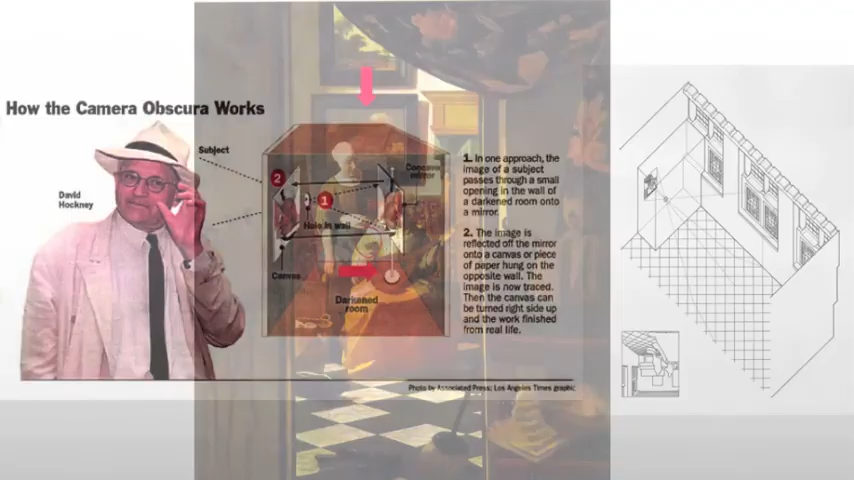 How the Camera Obscura Works
Subject
David
Hockney
2
1
Concave
mirror
Hole in wall
Canvas
Darkened
room
1. In one approach, the
image of a subject
passes through a small
opening in the wall of
a darkened room onto
a mirror.
2. The image is
reflected off the mirror
onto a canvas or piece
of paper hung on the
opposite wall. The
image is now traced.
Then the canvas can
be turned right side up
and the work finished
from real life.
Photo by Associated Press; Los Angeles Times graphic